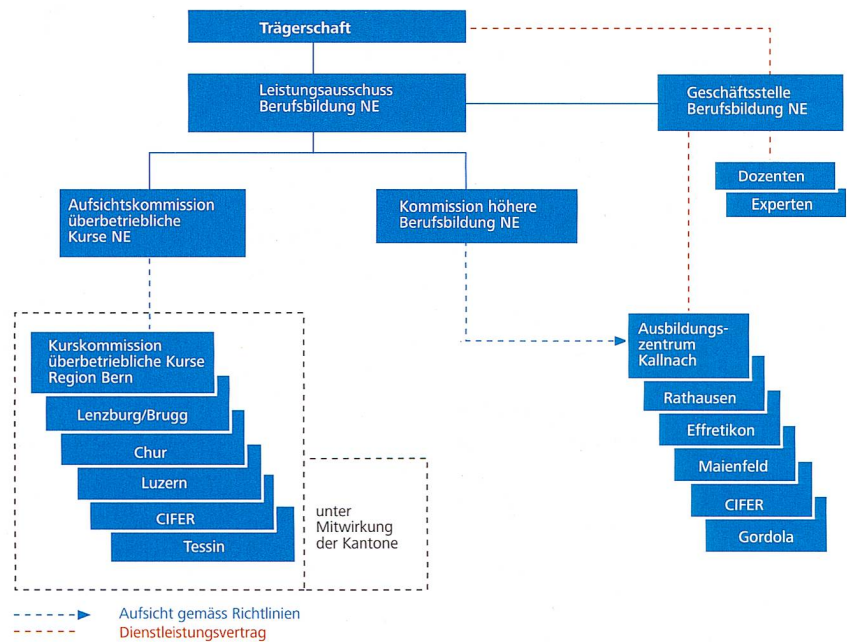 Trägerschaft
Leistungsausschuss
Berufsbildung NE
Geschäftsstelle
Berufsbildung NE
Dozenten
Experten
Aufsichtskommission
überbetriebliche
Kurse NE
Kommission höhere
Berufsbildung NE
Kurskommission
überbetriebliche Kurse
Region Bern
Lenzburg/Brugg
Chur
Luzern
CIFER
Tessin
unter
Mitwirkung
der Kantone
Ausbildungs-
zentrum
Kallnach
Rathausen
Effretikon
Maienfeld
CIFER
Gordola
Aufsicht gemäss Richtlinien
Dienstleistungsvertrag